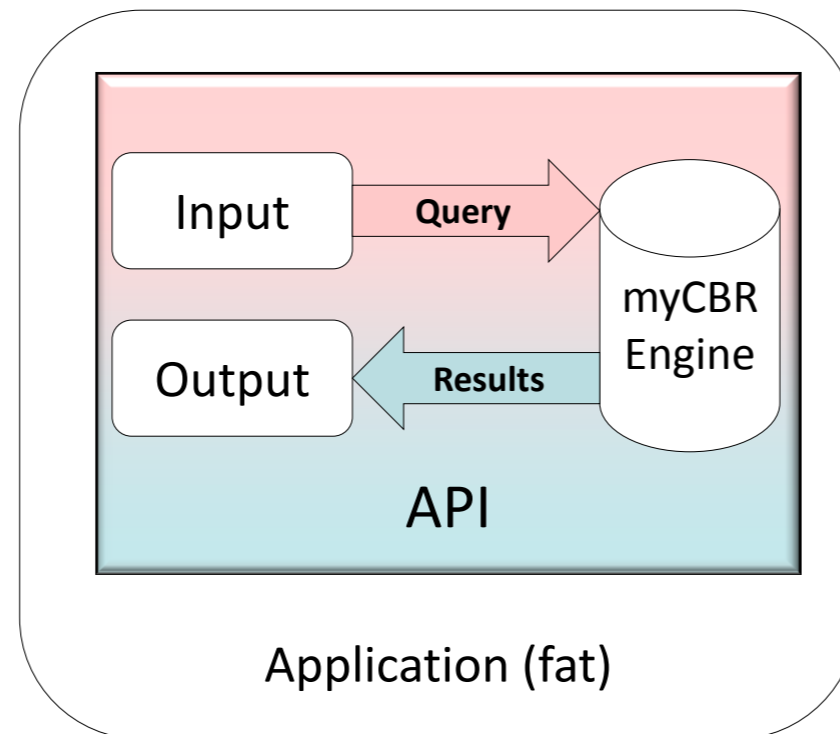 Input
Query
myCBR
Engine
Output
Results
API
Application (fat)